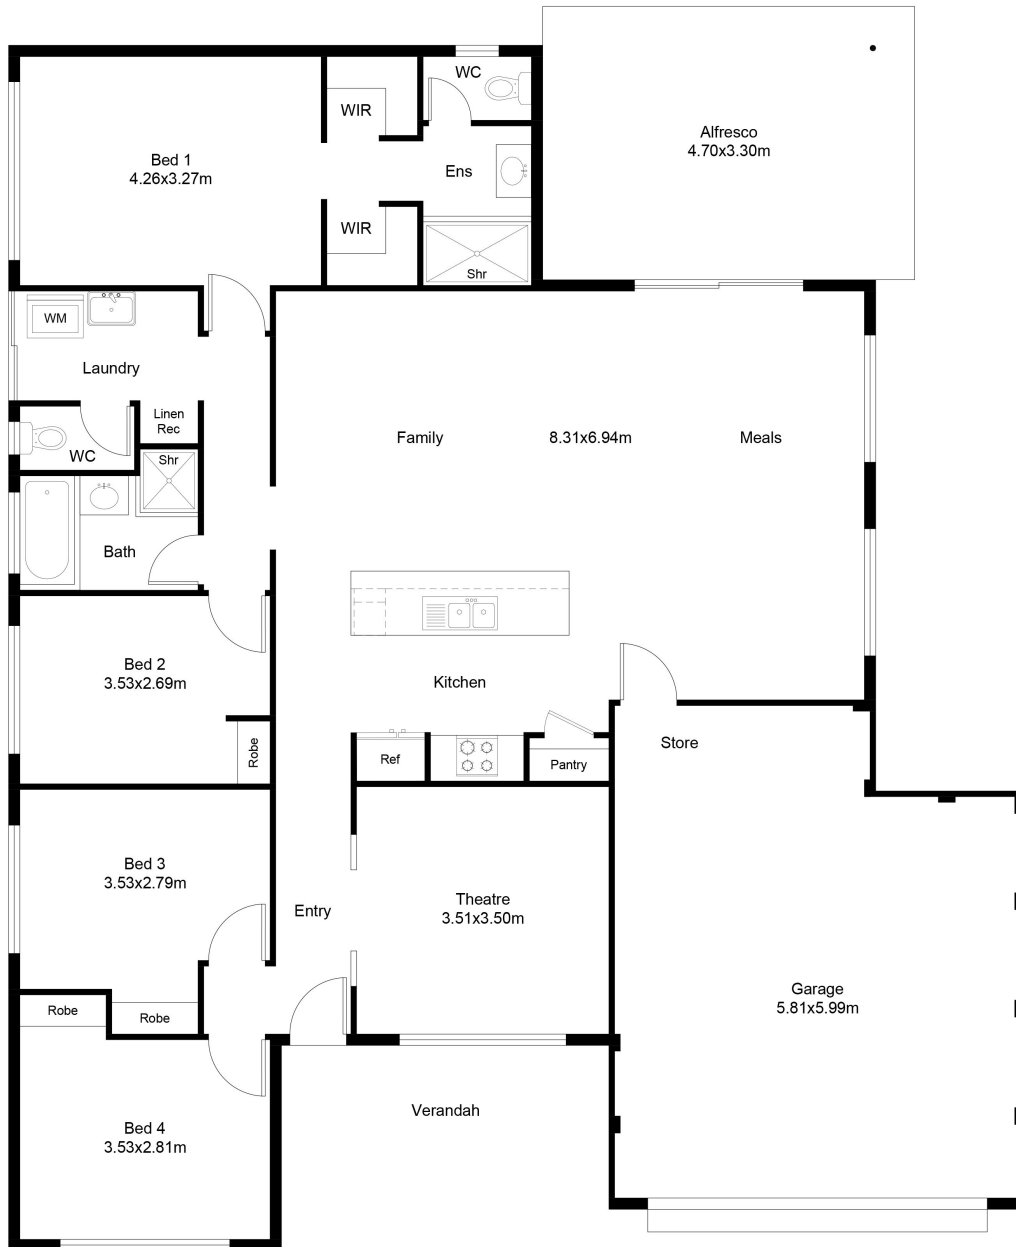 WC
WIR
Alfresco
4.70x3.30m
Bed 1
4.26x3.27m
Ens
WIR
Shr
WM
Laundry
Linen
Rec
Family
8.31x6.94m
Meals
WC
Shr
Bath
Bed 2
3.53x2.69m
Kitchen
Robe
Ref
Pantry
Store
Bed 3
3.53x2.79m
Entry
Theatre
3.51x3.50m
Robe
Robe
Garage
5.81x5.99m
Verandah
Bed 4
3.53x2.81m